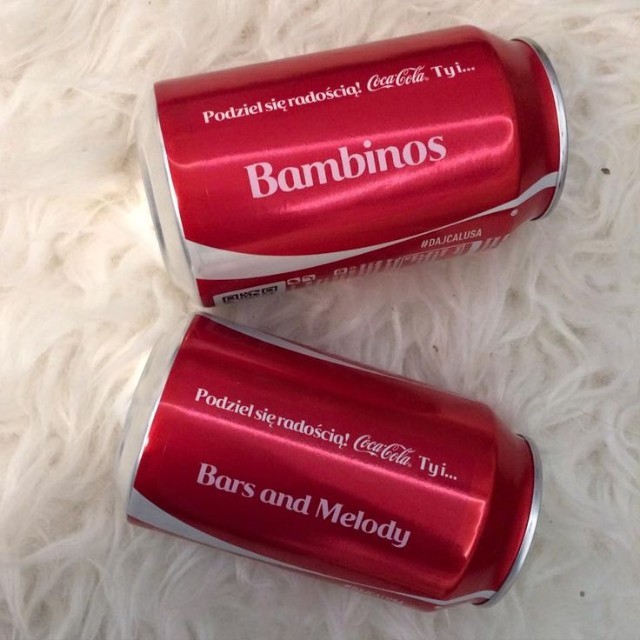 Podziel się radością! Coca-Cola Ty i...
Bambinos
#DAJCALUSA
Podziel się radością! Coca-Cola Ty i...
Bars and Melody